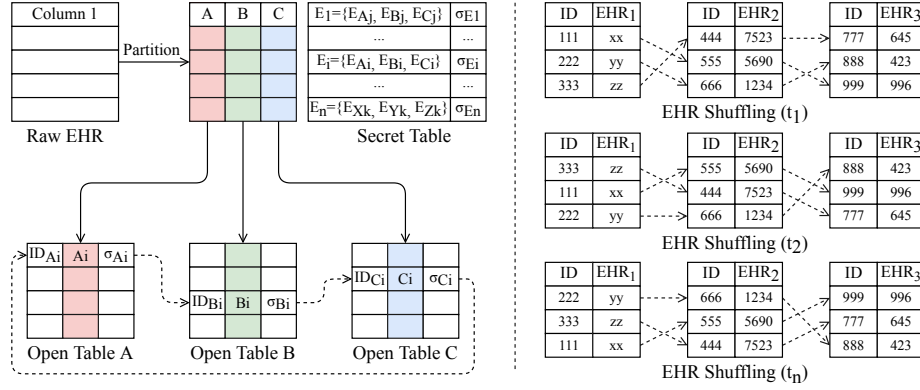 Column 1
Partition
Raw EHR
A B C
E1={EAj, EBj, ECj} σE1
... ...
Ei={EAi, EBi, ECi} σEi
... ...
En={EXk, EYk, EZk} σEn
Secret Table
IDAi Ai σAi
Open Table A
IDBi Bi σBi
Open Table B
IDCi Ci σCi
Open Table C
ID EHR1 ID EHR2 ID EHR3
111 xx 444 7523 777 645
222 yy 555 5690 888 423
333 zz 666 1234 999 996
EHR Shuffling (t1)
ID EHR1 ID EHR2 ID EHR3
333 zz 555 5690 888 423
111 xx 444 7523 999 996
222 yy 666 1234 777 645
EHR Shuffling (t2)
ID EHR1 ID EHR2 ID EHR3
222 yy 666 1234 999 996
333 zz 555 5690 777 645
111 xx 444 7523 888 423
EHR Shuffling (tn)